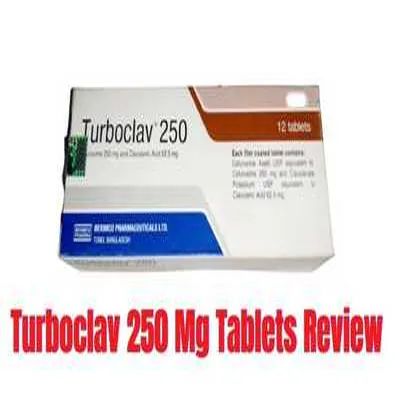 Turboclav® 250
Cefuroxime 250 mg and Clavulanic Acid 62.5 mg
12 tablets
Each film coated tablet contains:
Cefuroxime Axetil USP equivalent to
Cefuroxime 250 mg and Clavulanate
Potassium USP equivalent to
Clavulanic Acid 62.5 mg.
BEXIMCO PHARMACEUTICALS LTD.
TONGI, BANGLADESH
Turboclav 250 Mg Tablets Review